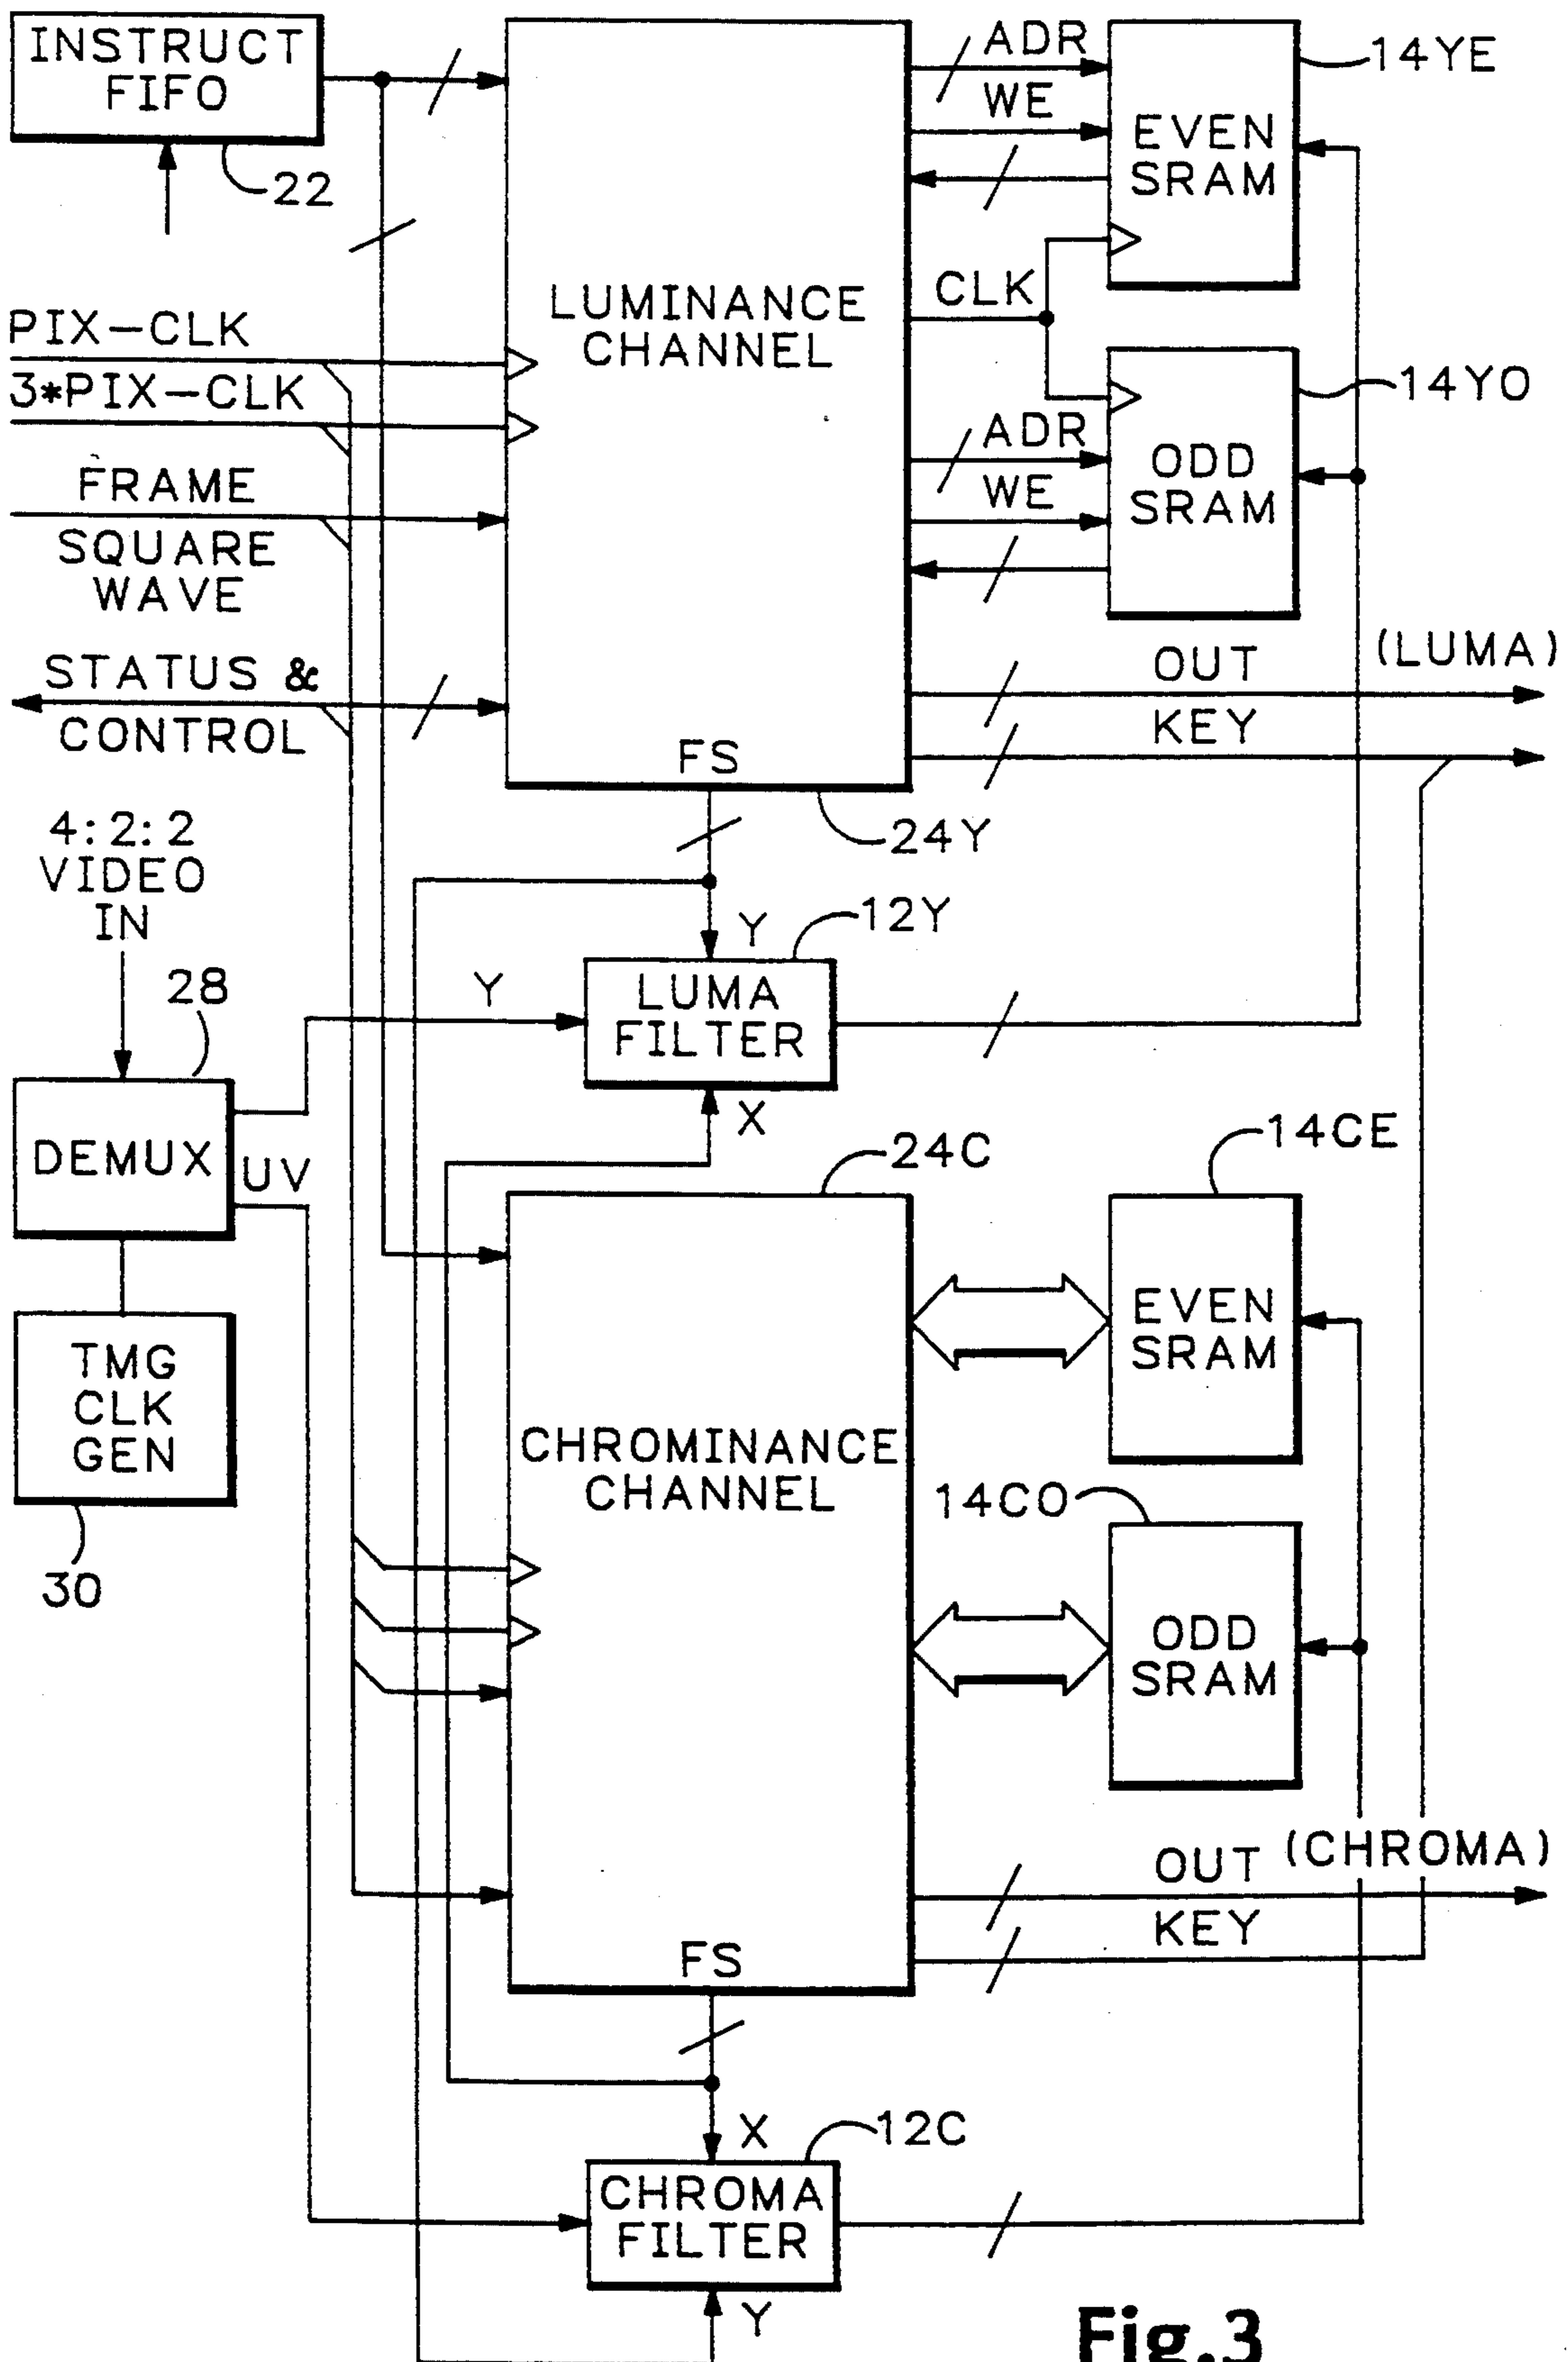 INSTRUCT
FIFO
22
LUMINANCE
CHANNEL
ADR
WE
EVEN
SRAM
14YE
CLK
PIX-CLK
3*PIX-CLK
FRAME
SQUARE
WAVE
STATUS &
CONTROL
ADR
WE
ODD
SRAM
14YO
OUT
(LUMA)
KEY
FS
24Y
4:2:2
VIDEO
IN
28
DEMUX
Y
UV
Y
LUMA
FILTER
12Y
X
TMG
CLK
GEN
30
24C
CHROMINANCE
CHANNEL
14CE
EVEN
SRAM
14CO
ODD
SRAM
OUT
(CHROMA)
KEY
FS
X
12C
CHROMA
FILTER
Y
Fig.3